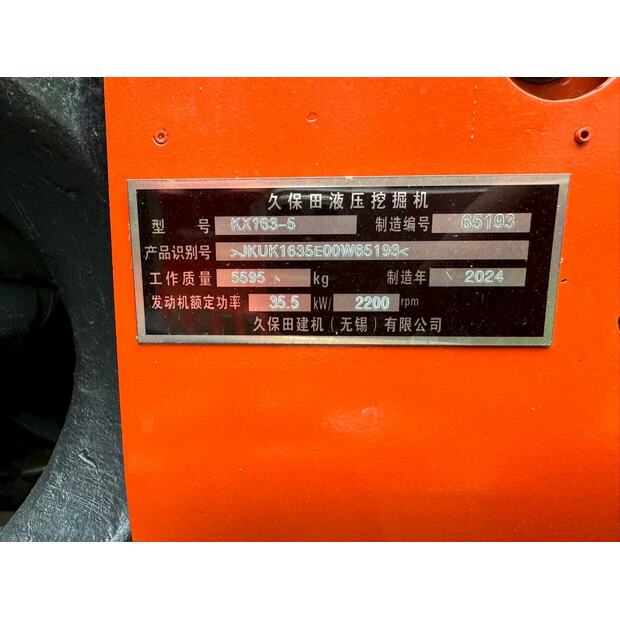 久保田液压挖掘机
型 号 KX163-5 制造编号 65193
产品识别号 >JKUK1635E00W65193<
工作质量 5595 kg 制造年 2024
发动机额定功率 35.5 kW/ 2200 rpm
久保田建机(无锡)有限公司